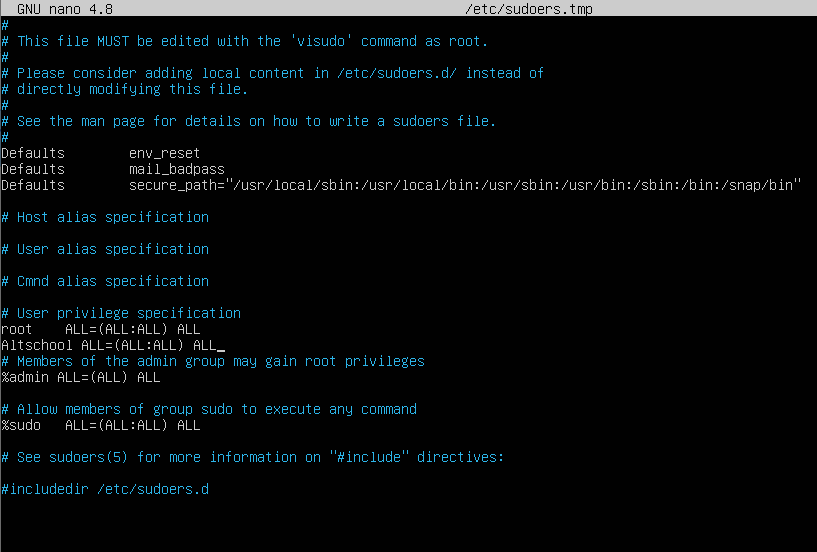 GNU nano 4.8 /etc/sudoers.tmp
#
# This file MUST be edited with the 'visudo' command as root.
#
# Please consider adding local content in /etc/sudoers.d/ instead of
# directly modifying this file.
#
# See the man page for details on how to write a sudoers file.
#
Defaults        env_reset
Defaults        mail_badpass
Defaults        secure_path="/usr/local/sbin:/usr/local/bin:/usr/sbin:/usr/bin:/sbin:/bin:/snap/bin"
# Host alias specification
# User alias specification
# Cmnd alias specification
# User privilege specification
root    ALL=(ALL:ALL) ALL
Altschool ALL=(ALL:ALL) ALL
# Members of the admin group may gain root privileges
%admin ALL=(ALL) ALL
# Allow members of group sudo to execute any command
%sudo   ALL=(ALL:ALL) ALL
# See sudoers(5) for more information on "#include" directives:
#includedir /etc/sudoers.d